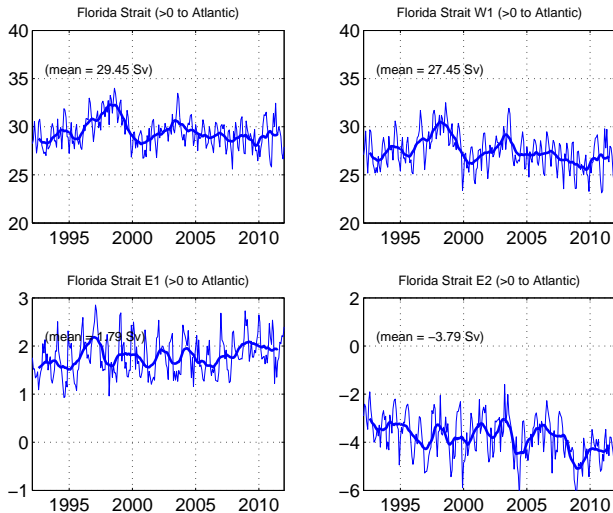 Florida Strait (>0 to Atlantic)
(mean = 29.45 Sv)
40
35
30
25
20
1995 2000 2005 2010
Florida Strait W1 (>0 to Atlantic)
(mean = 27.45 Sv)
40
35
30
25
20
1995 2000 2005 2010
Florida Strait E1 (>0 to Atlantic)
(mean = 1.79 Sv)
3
2
1
0
−1
1995 2000 2005 2010
Florida Strait E2 (>0 to Atlantic)
(mean = −3.79 Sv)
2
0
−2
−4
−6
1995 2000 2005 2010